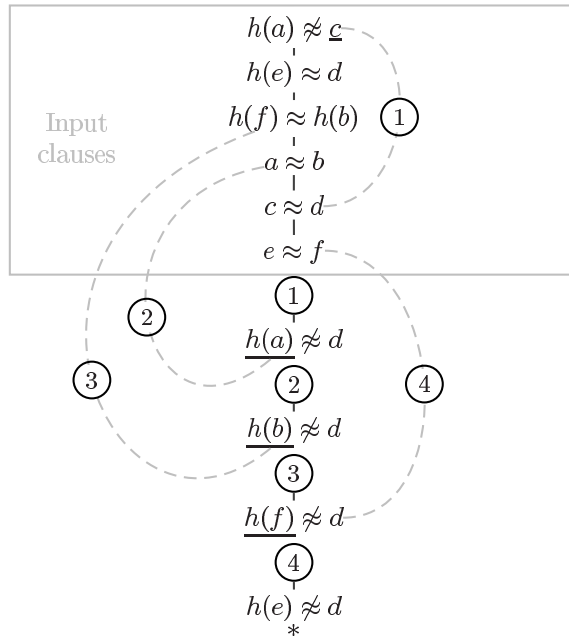 h(a) ≉ c
h(e) ≈ d
h(f) ≈ h(b)
1
Input
clauses
a ≈ b
c ≈ d
e ≈ f
1
2
h(a) ≉ d
3
2
4
h(b) ≉ d
3
h(f) ≉ d
4
h(e) ≉ d
*